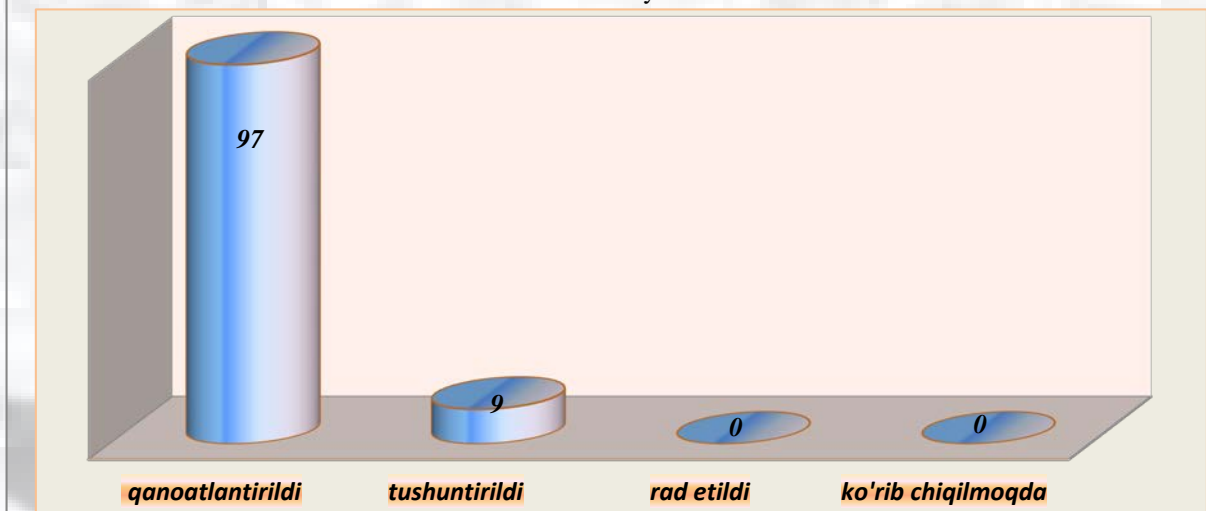 97
9
0
0
qanoatlantirildi
tushuntirildi
rad etildi
ko'rib chiqilmoqda